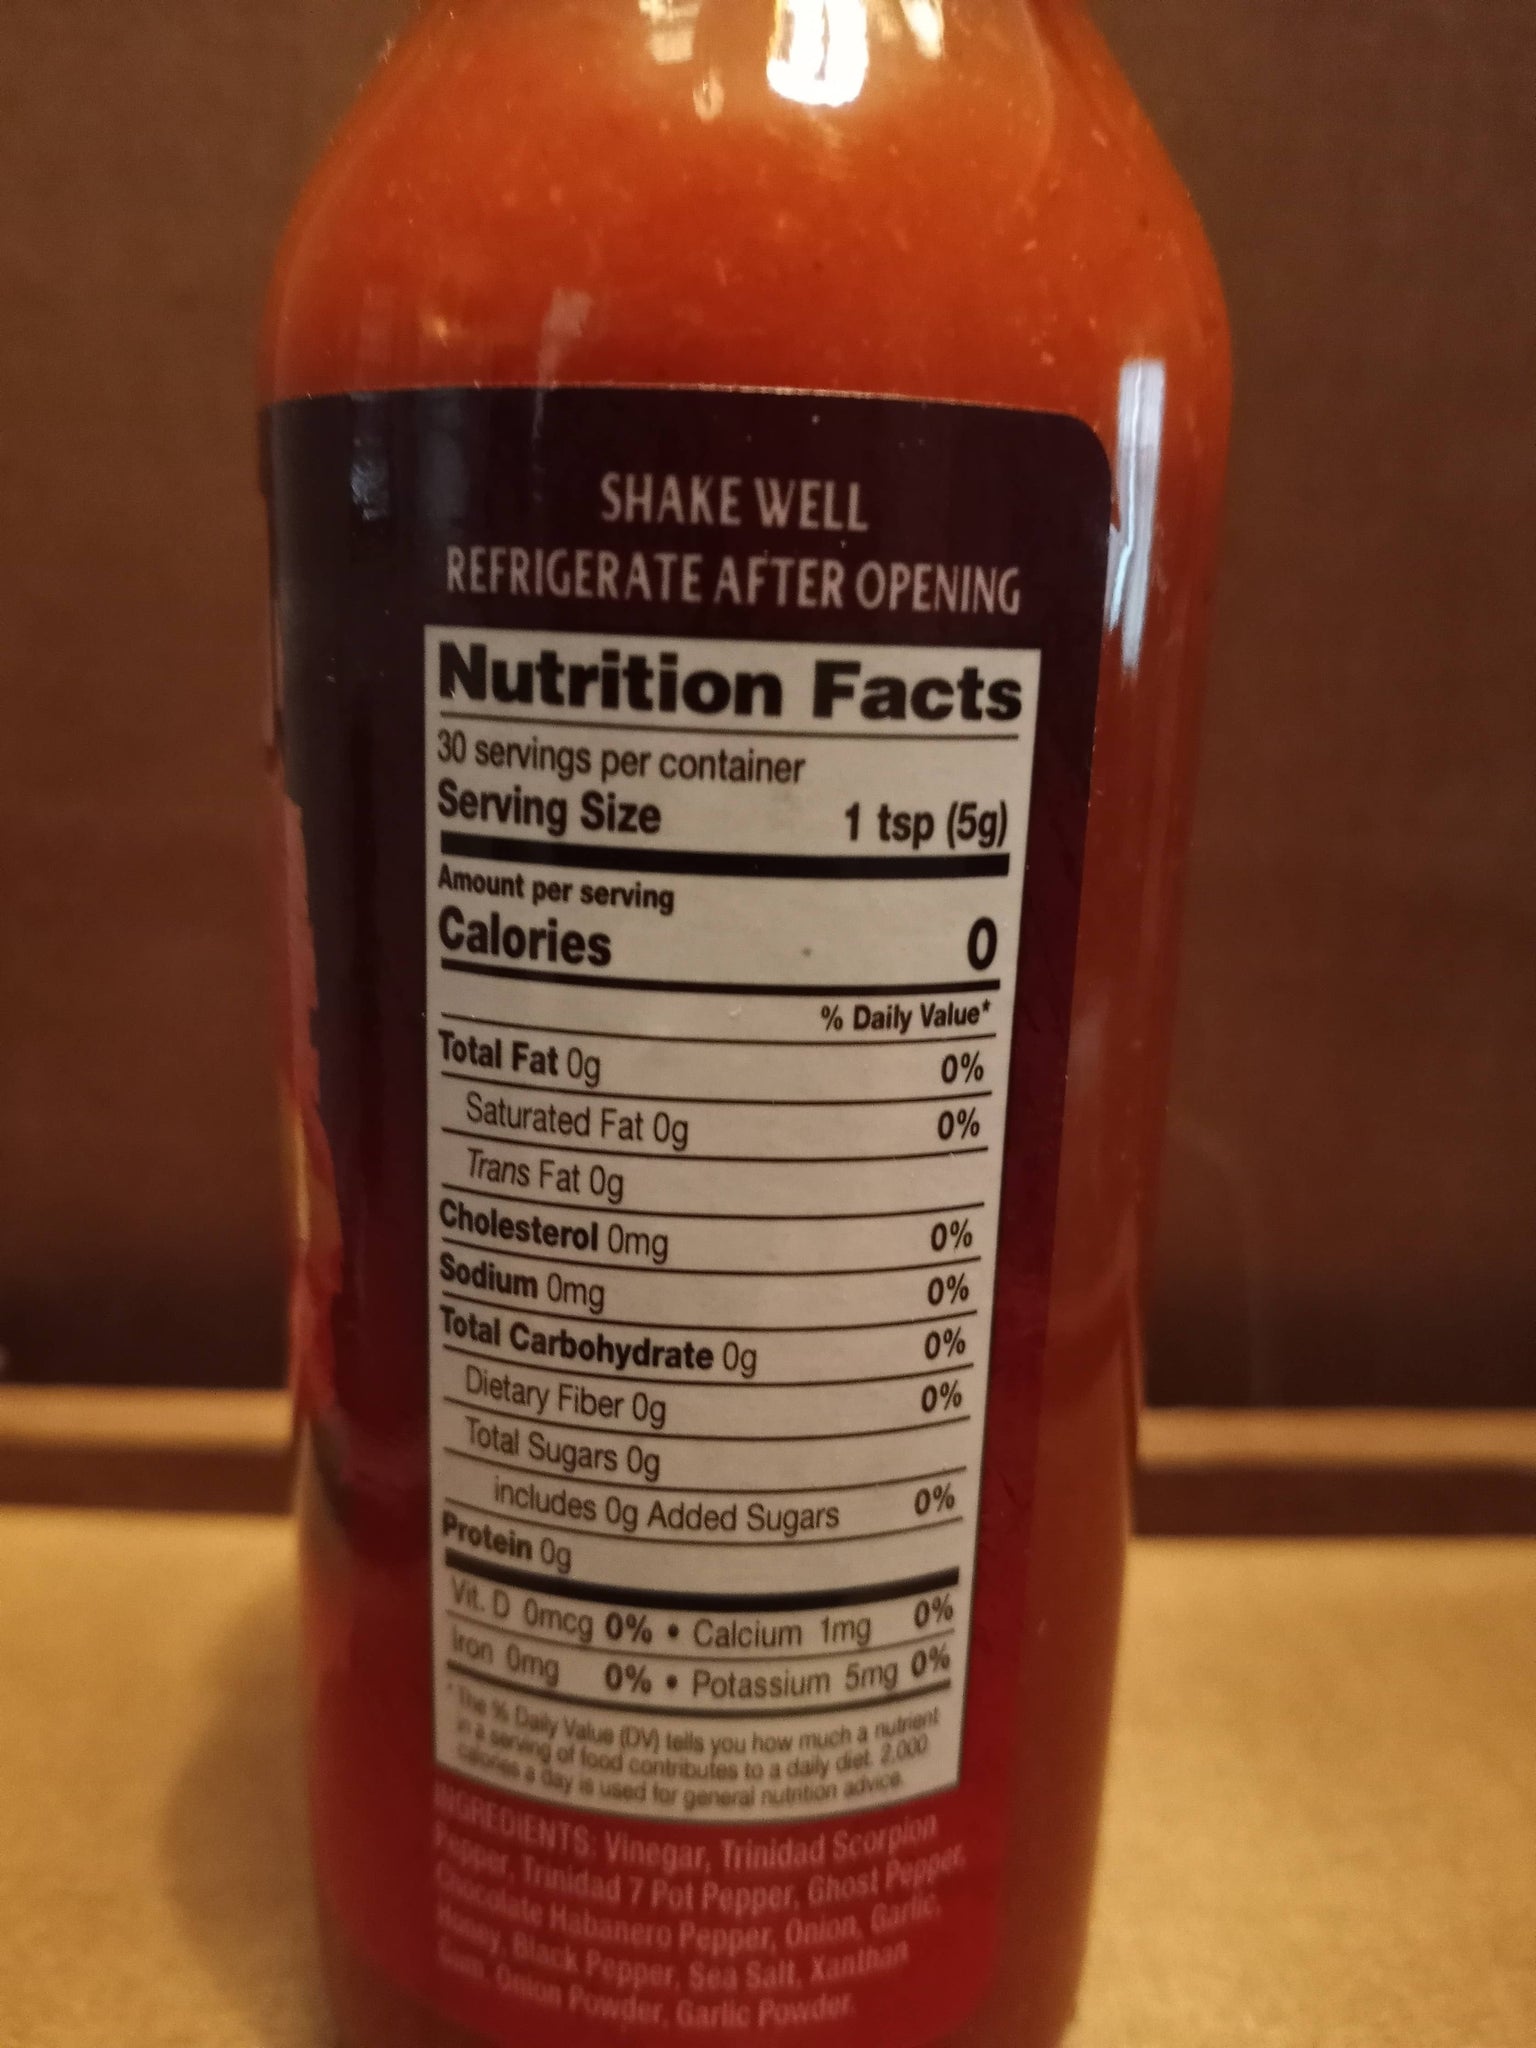 SHAKE WELL
REFRIGERATE AFTER OPENING
Nutrition Facts
30 servings per container
Serving Size 1 tsp (5g)
Amount per serving
Calories 0
% Daily Value*
Total Fat 0g 0%
Saturated Fat 0g 0%
Trans Fat 0g
Cholesterol 0mg 0%
Sodium 0mg 0%
Total Carbohydrate 0g 0%
Dietary Fiber 0g 0%
Total Sugars 0g
includes 0g Added Sugars 0%
Protein 0g
Vit. D 0mcg 0% • Calcium 1mg 0%
Iron 0mg 0% • Potassium 5mg 0%
*The % Daily Value (DV) tells you how much a nutrient
in a serving of food contributes to a daily diet. 2,000
calories a day is used for general nutrition advice.
INGREDIENTS: Vinegar, Trinidad Scorpion
Pepper, Trinidad 7 Pot Pepper, Ghost Pepper,
Chocolate Habanero Pepper, Onion, Garlic,
Honey, Black Pepper, Sea Salt, Xanthan
Gum, Onion Powder, Garlic Powder.